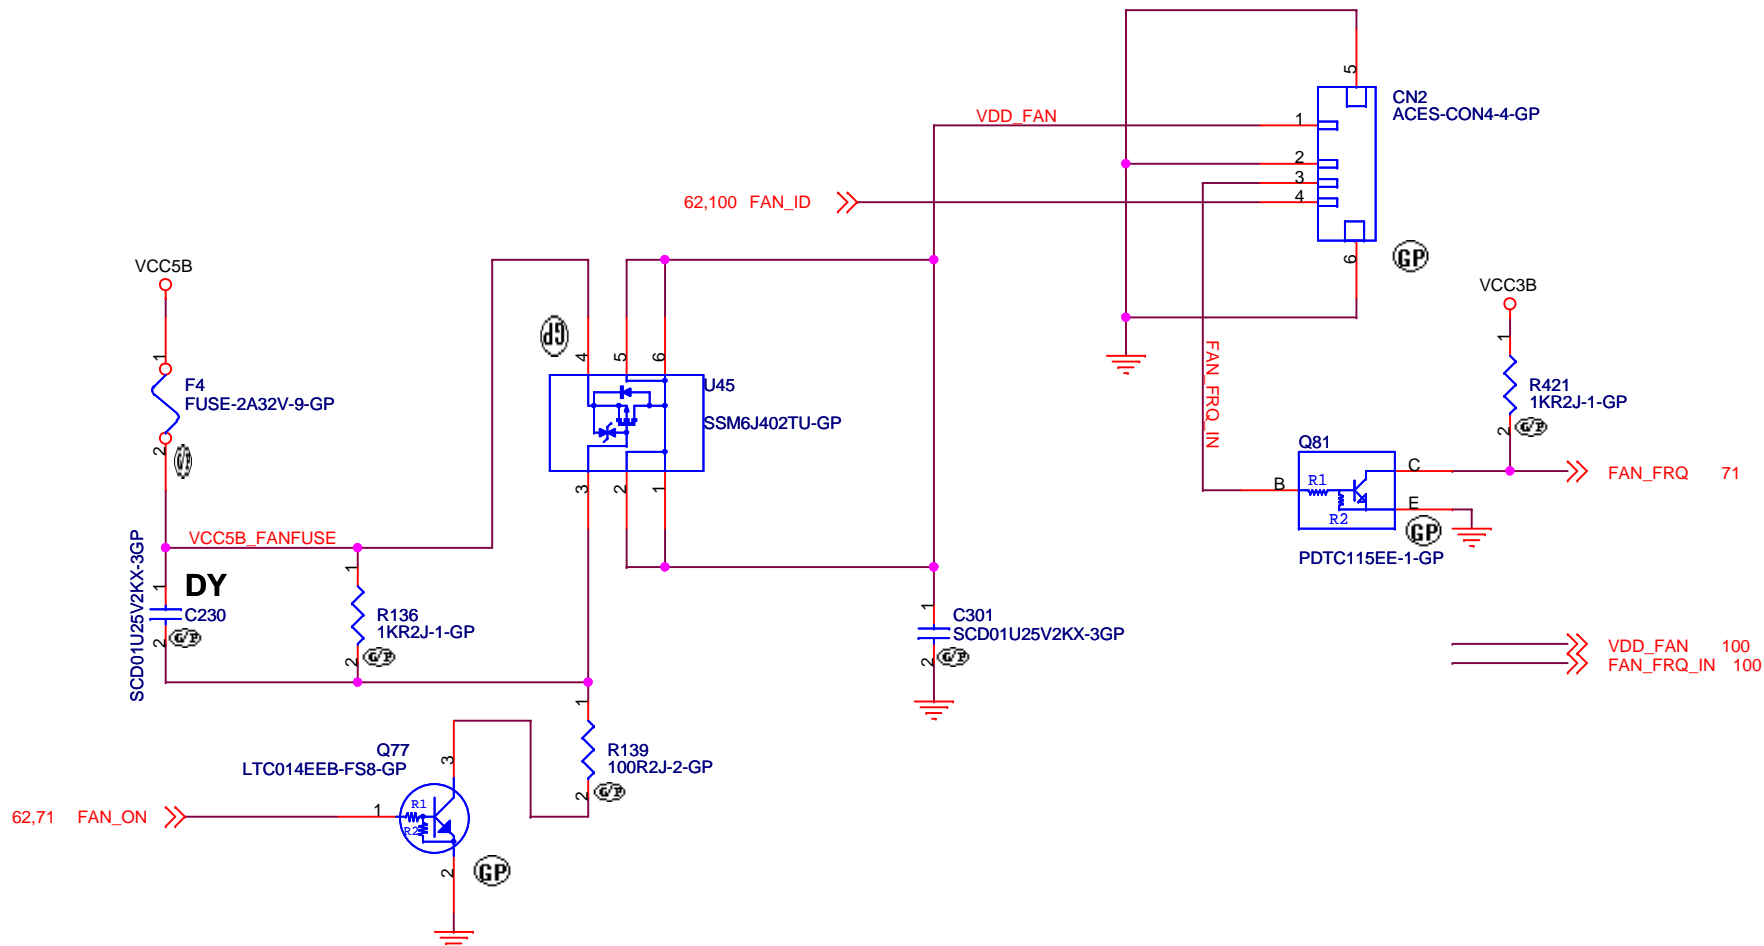 5
CN2
ACES-CON4-4-GP
VDD_FAN
1
2
3
4
62,100 FAN_ID
6
GP
VCC5B
VCC3B
1
1
GP
4
5
6
FAN_FRQ_IN
F4
FUSE-2A32V-9-GP
U45
SSM6J402TU-GP
R421
1KR2J-1-GP
2
G/P
2
G/P
Q81
C
FAN_FRQ 71
B
R1
R2
E
GP
PDTC115EE-1-GP
3
2
1
VCC5B_FANFUSE
SCD01U25V2KX-3GP
1
DY
C230
2
G/P
1
R136
1KR2J-1-GP
2
G/P
1
C301
SCD01U25V2KX-3GP
2
G/P
VDD_FAN 100
FAN_FRQ_IN 100
1
R139
100R2J-2-GP
2
G/P
Q77
LTC014EEB-FS8-GP
3
62,71 FAN_ON
1
R1
R2
2
GP